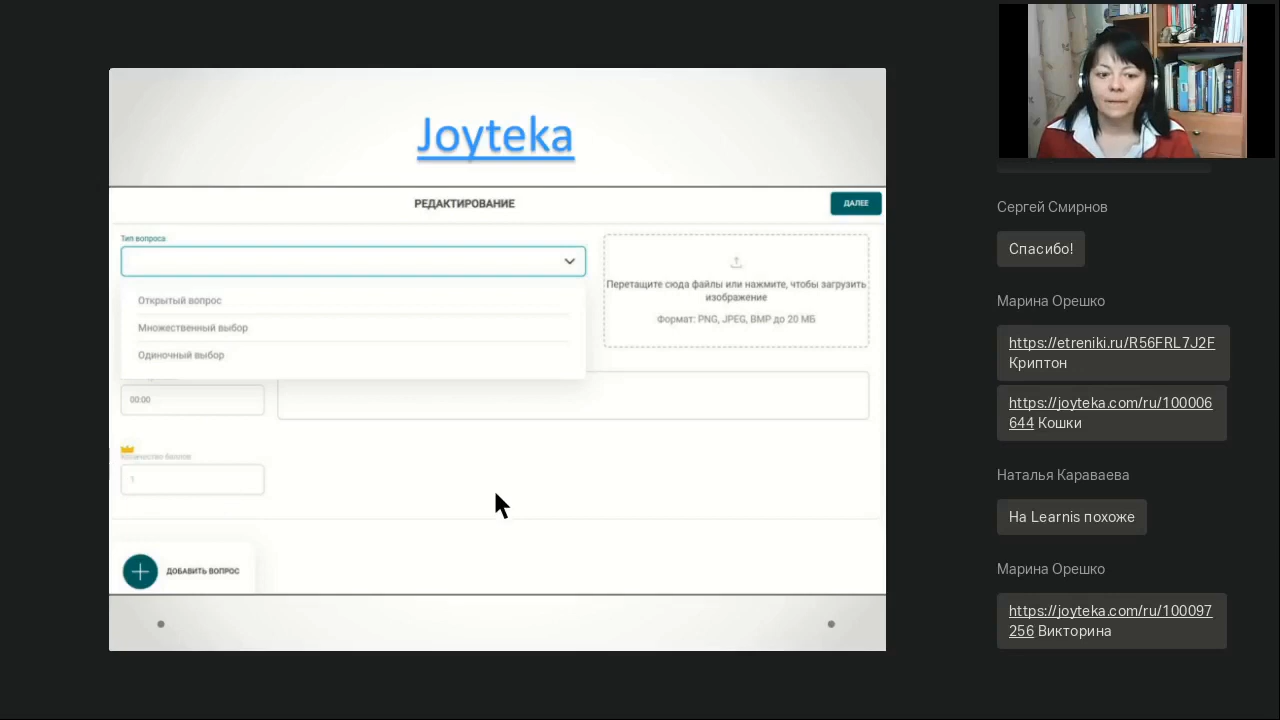 Joyteka
РЕДАКТИРОВАНИЕ
ДАЛЕЕ
Тип вопроса
Открытый вопрос
Множественный выбор
Одиночный выбор
Перетащите сюда файлы или нажмите, чтобы загрузить
изображение
Формат: PNG, JPEG, BMP до 20 МБ
00:00
Количество баллов
1
ДОБАВИТЬ ВОПРОС
Сергей Смирнов
Спасибо!
Марина Орешко
https://etreniki.ru/R56FRL7J2F
Криптон
https://joyteka.com/ru/100006
644 Кошки
Наталья Караваева
На Learnis похоже
Марина Орешко
https://joyteka.com/ru/100097
256 Викторина